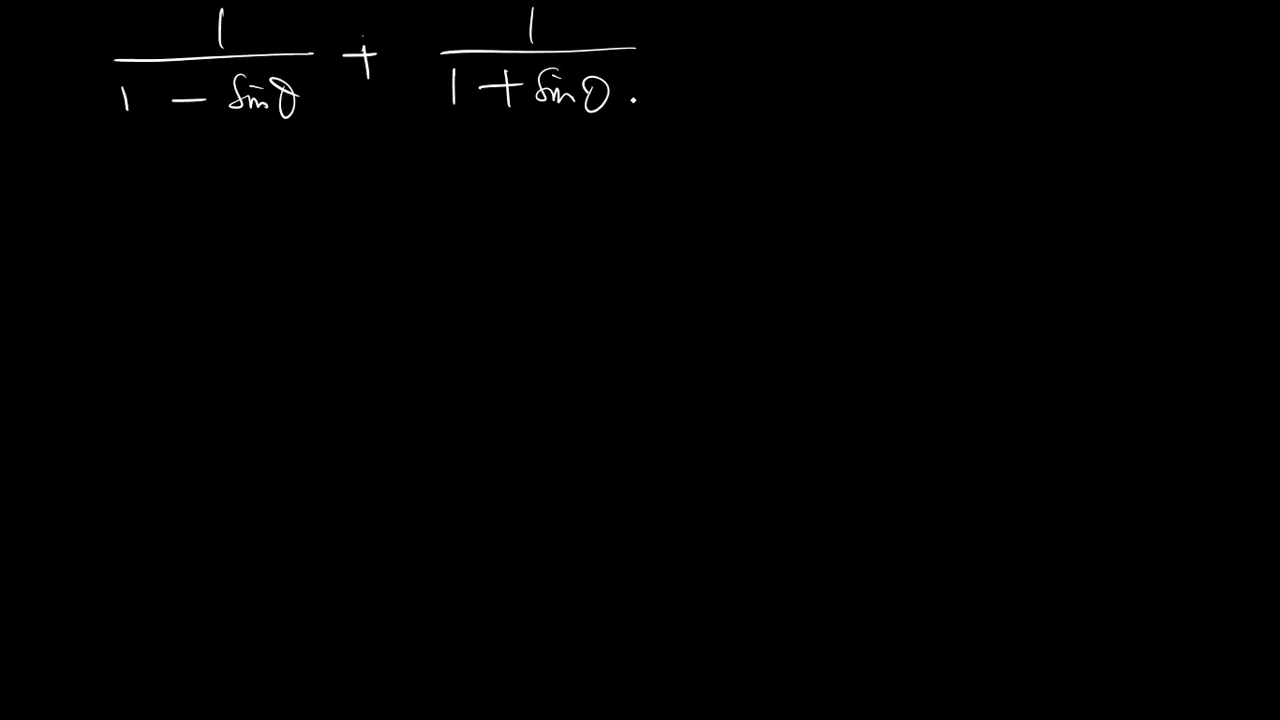 1/(1 - sinθ) + 1/(1 + sinθ).